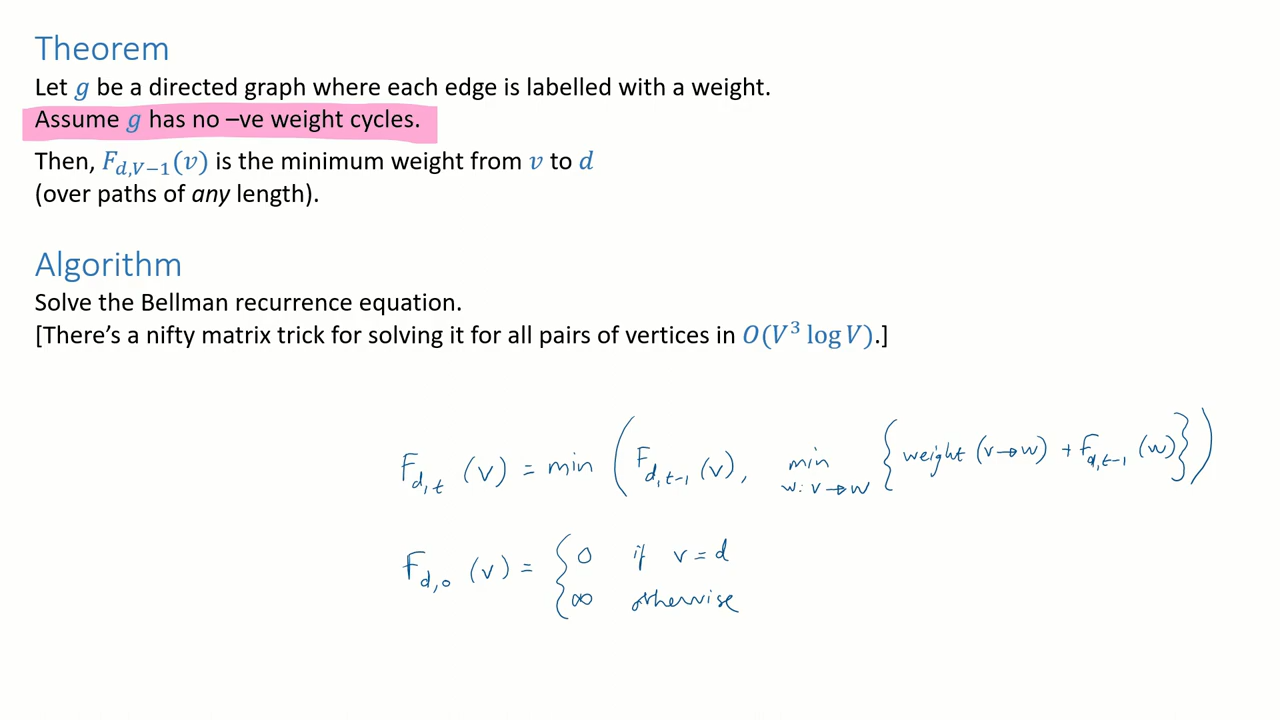 Theorem
Let g be a directed graph where each edge is labelled with a weight.
Assume g has no –ve weight cycles.
Then, F_{d,V−1}(v) is the minimum weight from v to d
(over paths of any length).
Algorithm
Solve the Bellman recurrence equation.
[There's a nifty matrix trick for solving it for all pairs of vertices in O(V³ log V).]
F_{d,t} (v) = min ( F_{d,t-1} (v), min_{w: v→w} { weight (v→w) + F_{d,t-1} (w) } )
F_{d,0} (v) = { 0 if v = d
∞ otherwise